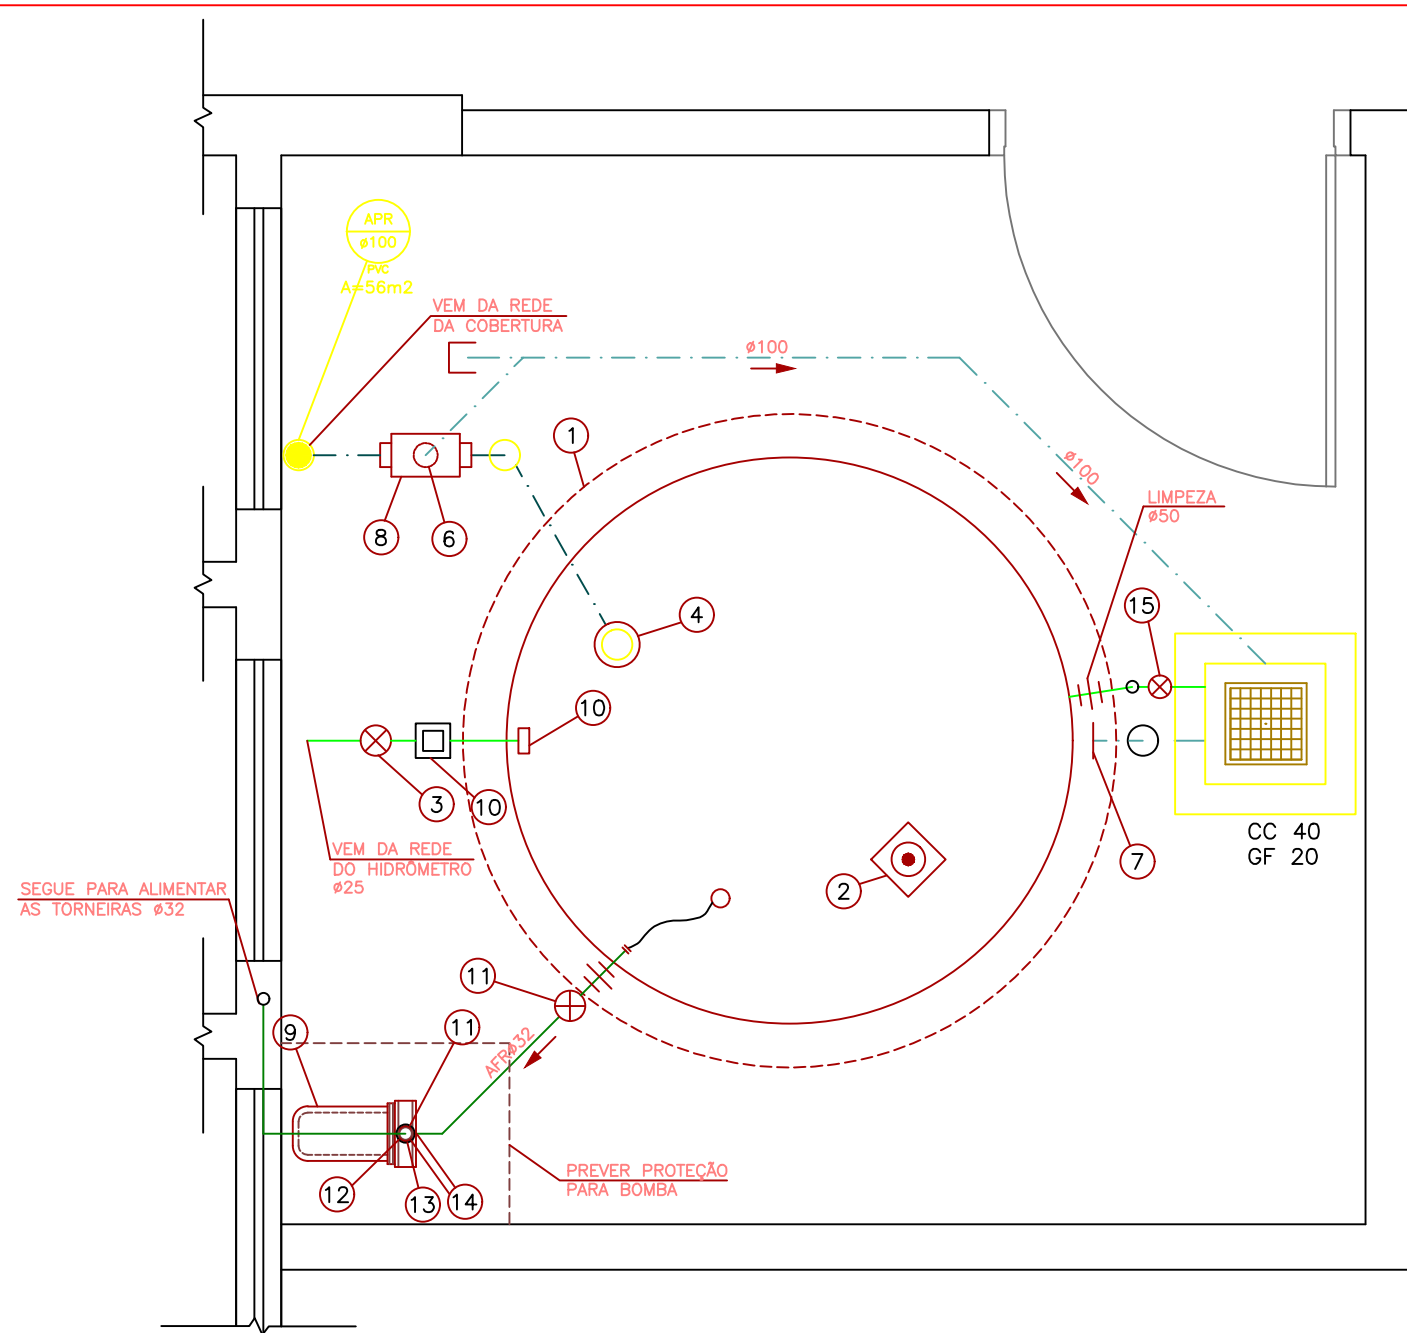 APR
ø100
PVC
A=56m2
VEM DA REDE
DA COBERTURA
ø100
1
ø100
LIMPEZA
ø50
8
6
15
4
10
3
10
VEM DA REDE
DO HIDRÔMETRO
ø25
CC 40
GF 20
7
2
SEGUE PARA ALIMENTAR
AS TORNEIRAS ø32
11
9
11
AFRø32
PREVER PROTEÇÃO
PARA BOMBA
12
13
14